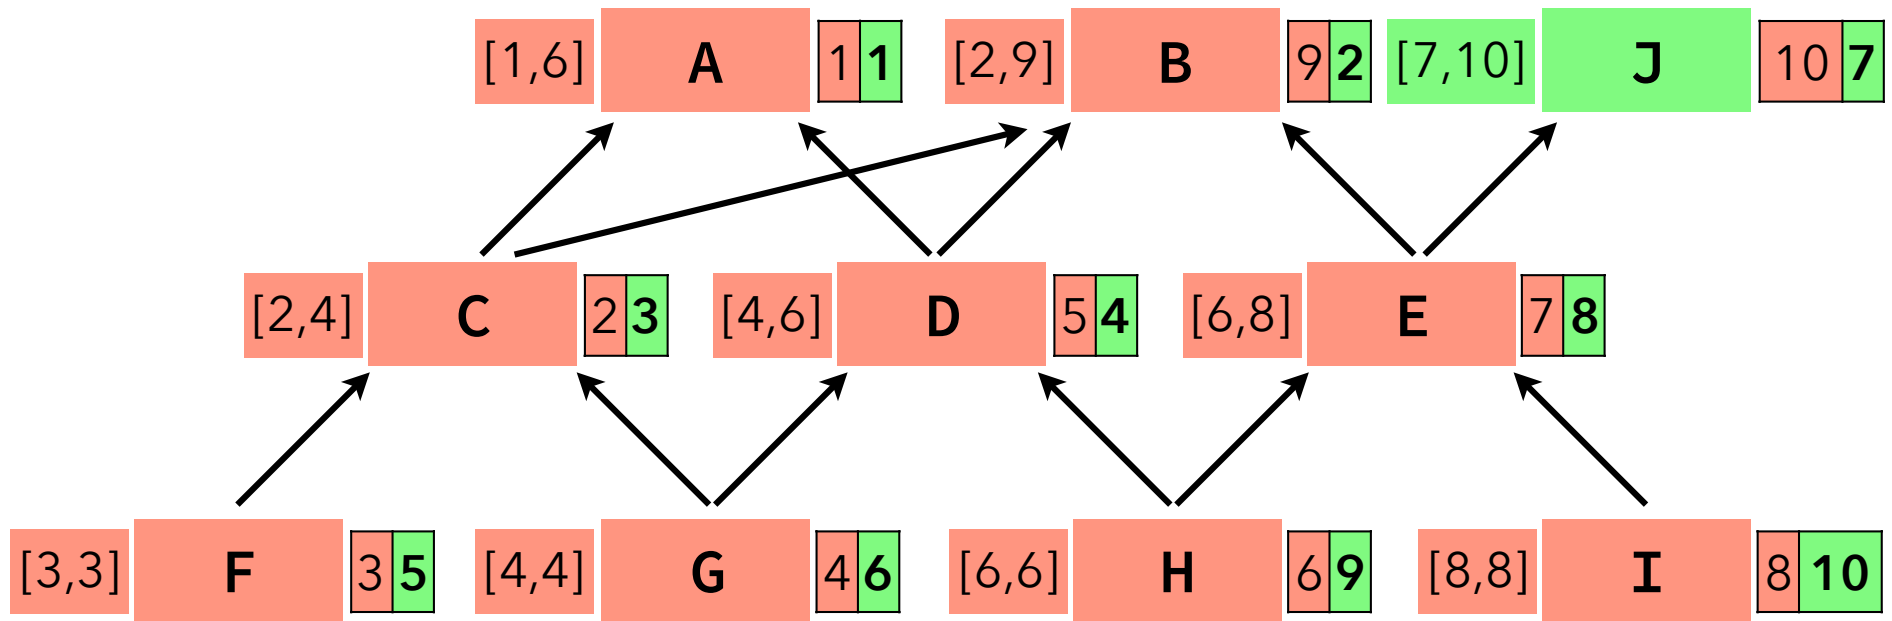 [1,6] A 1 1 [2,9] B 9 2 [7,10] J 10 7
[2,4] C 2 3 [4,6] D 5 4 [6,8] E 7 8
[3,3] F 3 5 [4,4] G 4 6 [6,6] H 6 9 [8,8] I 8 10